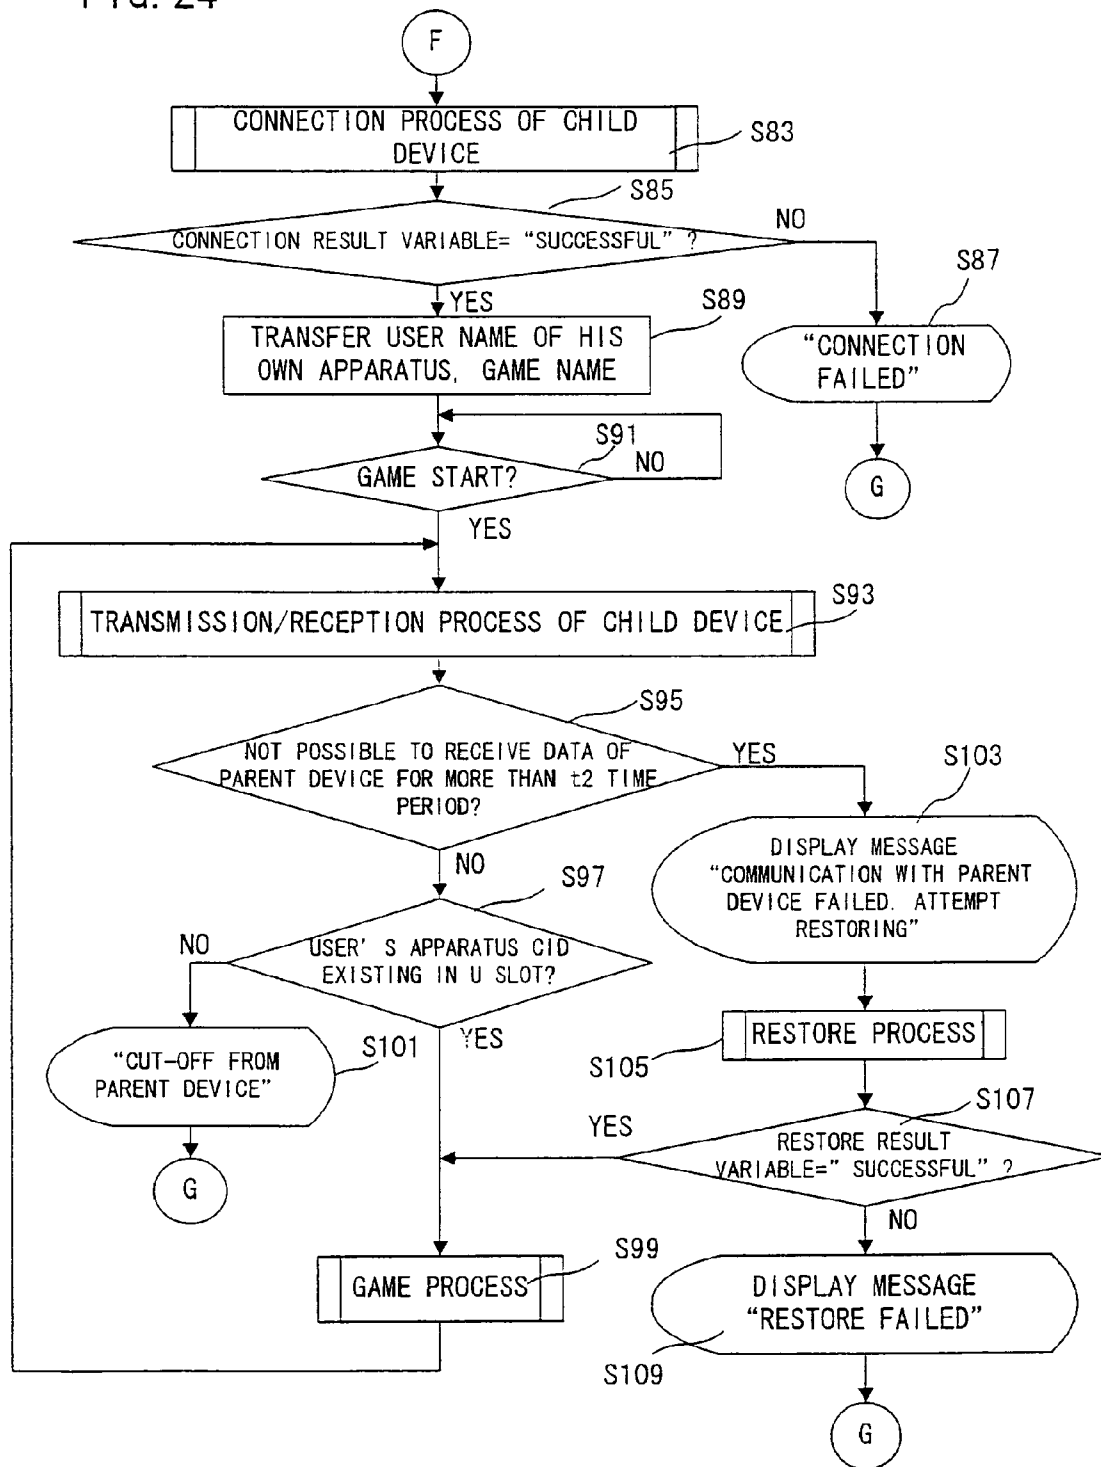 FIG. 24
F
CONNECTION PROCESS OF CHILD
DEVICE
S83
S85
CONNECTION RESULT VARIABLE= “SUCCESSFUL” ?
NO
YES
S87
“CONNECTION
FAILED”
G
S89
TRANSFER USER NAME OF HIS
OWN APPARATUS, GAME NAME
S91
GAME START?
NO
YES
S93
TRANSMISSION/RECEPTION PROCESS OF CHILD DEVICE
S95
NOT POSSIBLE TO RECEIVE DATA OF
PARENT DEVICE FOR MORE THAN t2 TIME
PERIOD?
YES
NO
S103
DISPLAY MESSAGE
“COMMUNICATION WITH PARENT
DEVICE FAILED. ATTEMPT
RESTORING”
S97
USER' S APPARATUS CID
EXISTING IN U SLOT?
NO
YES
S101
“CUT-OFF FROM
PARENT DEVICE”
G
RESTORE PROCESS
S105
S107
RESTORE RESULT
VARIABLE=” SUCCESSFUL” ?
YES
NO
S99
GAME PROCESS
DISPLAY MESSAGE
“RESTORE FAILED”
S109
G